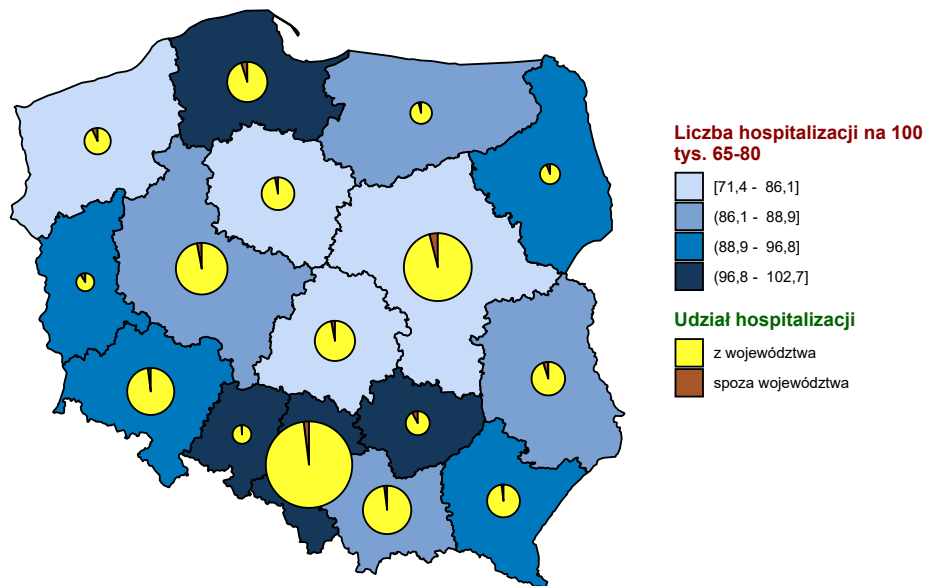 Liczba hospitalizacji na 100
tys. 65-80
[71,4 - 86,1]
(86,1 - 88,9]
(88,9 - 96,8]
(96,8 - 102,7]
Udział hospitalizacji
z województwa
spoza województwa